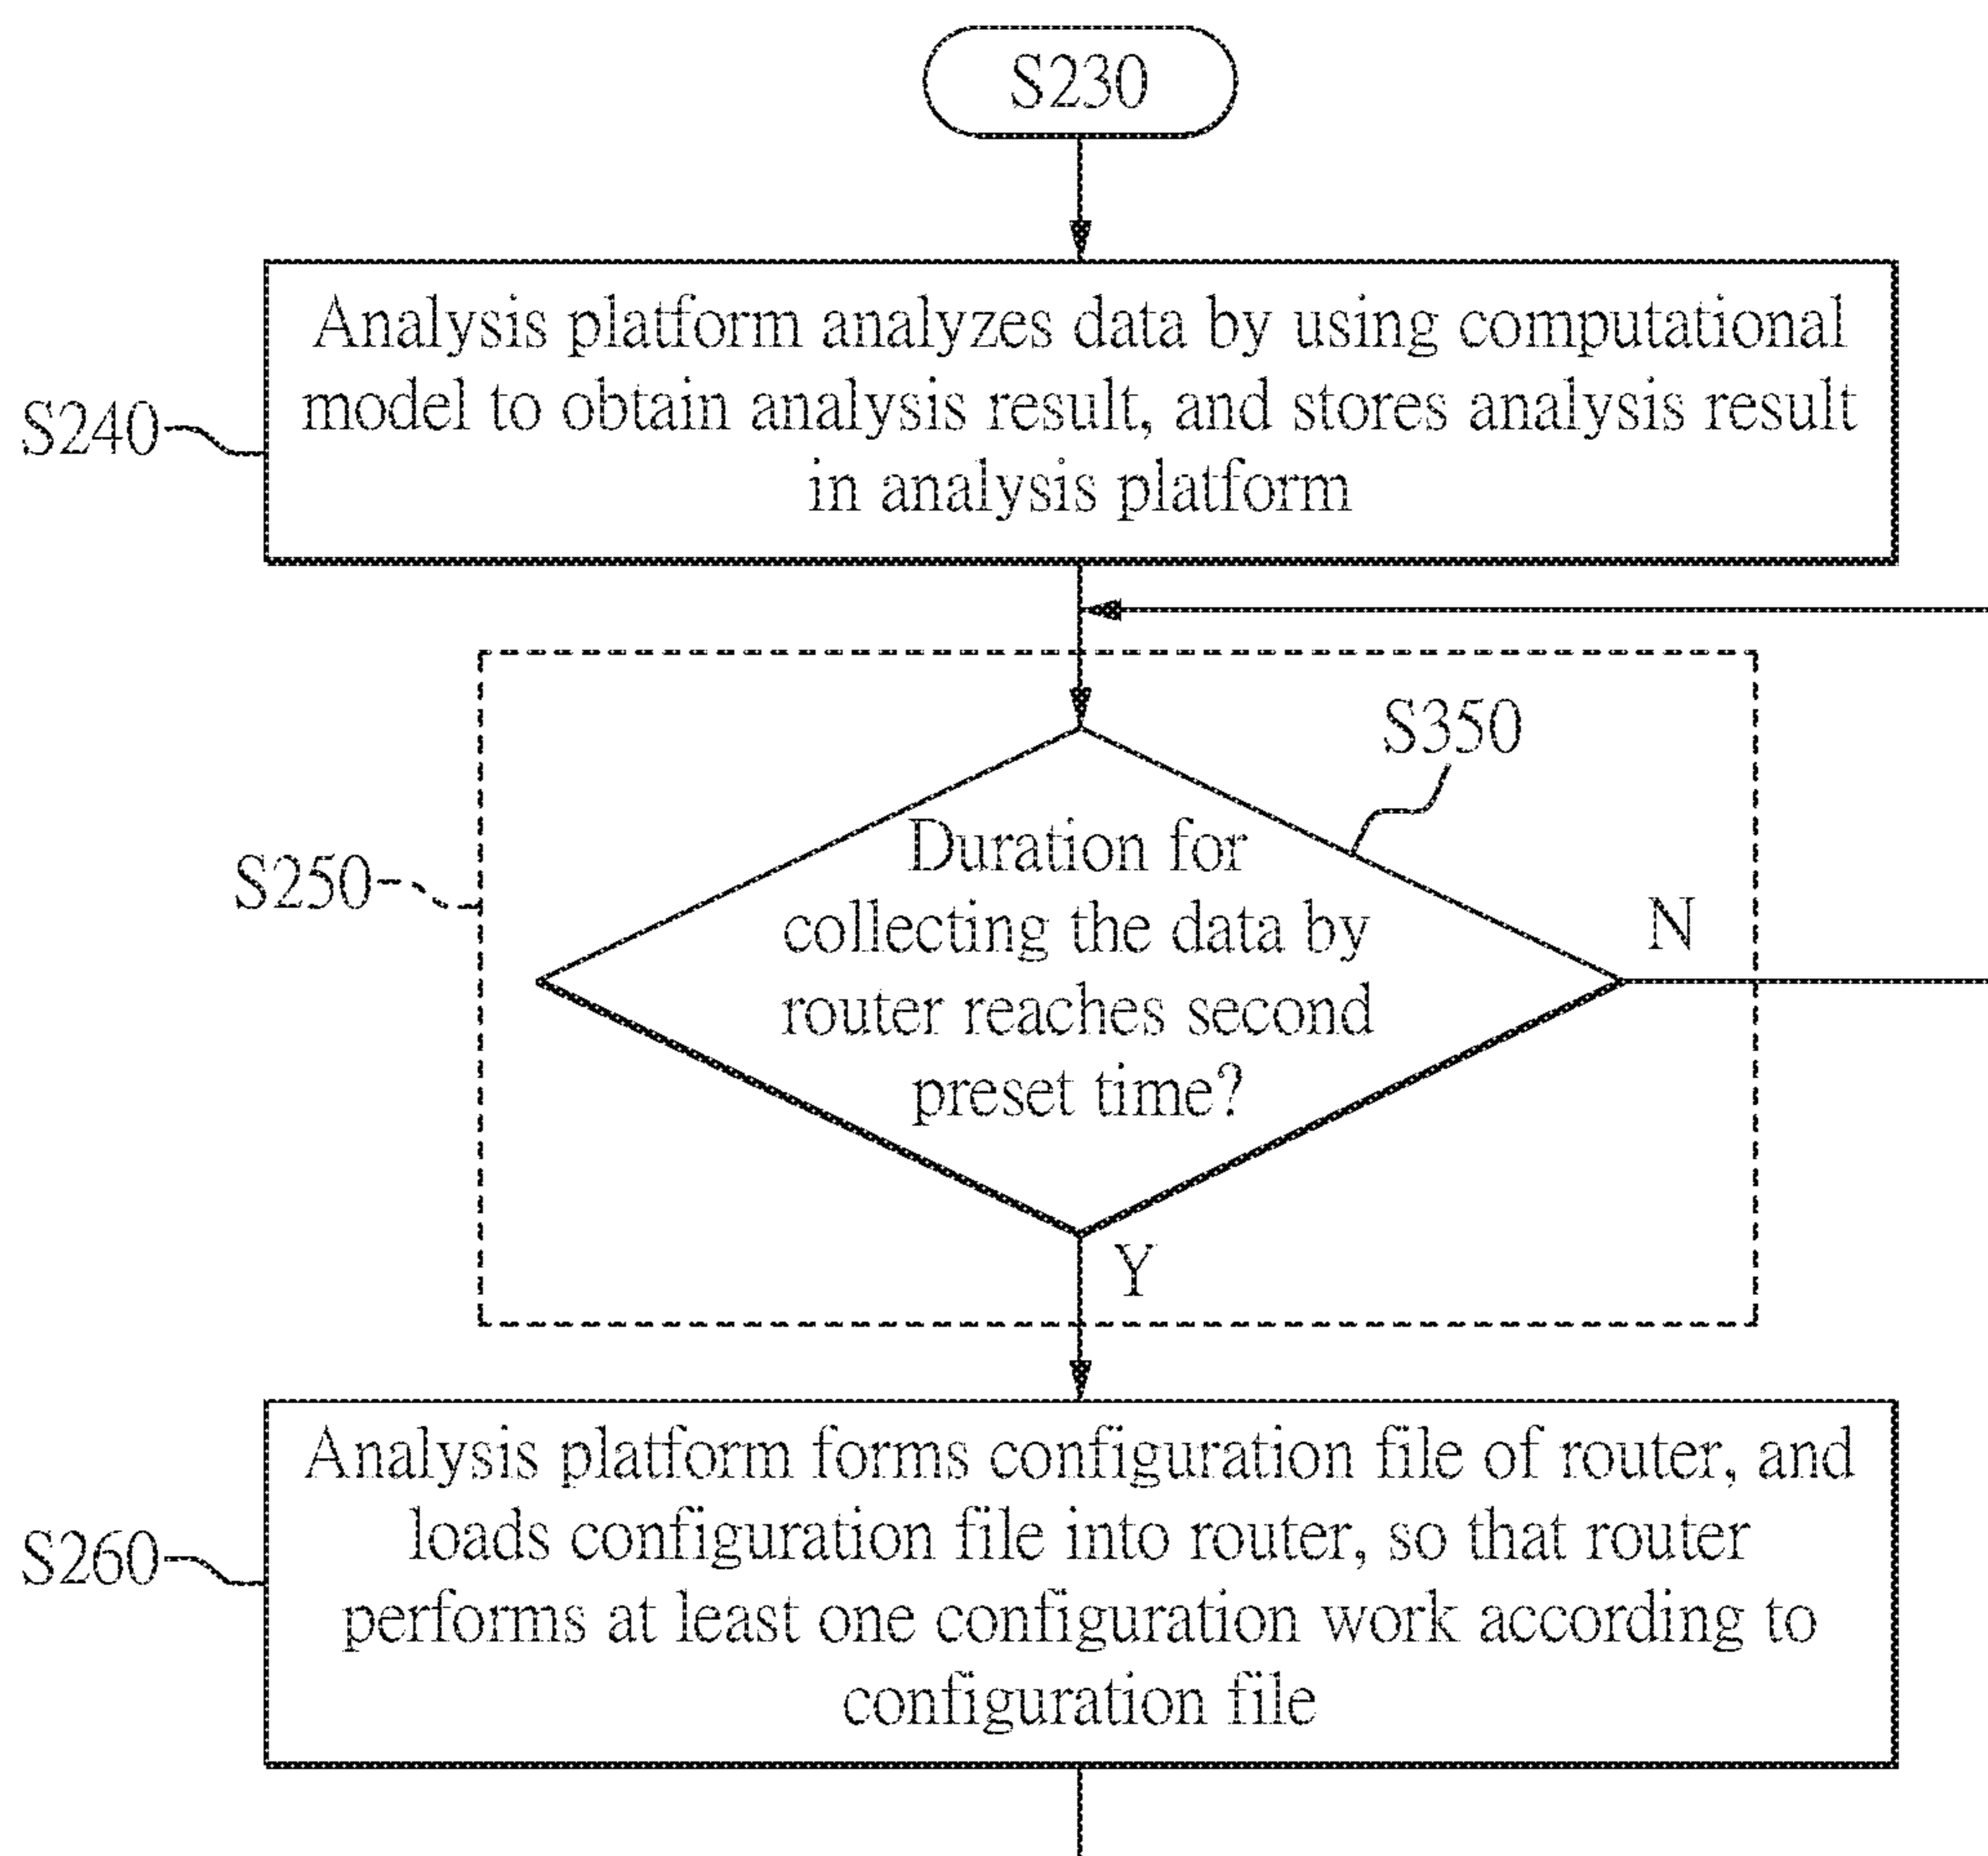 S230
Analysis platform analyzes data by using computational
model to obtain analysis result, and stores analysis result
in analysis platform
S240
S350
Duration for
collecting the data by
router reaches second
preset time?
S250
N
Y
Analysis platform forms configuration file of router, and
loads configuration file into router, so that router
performs at least one configuration work according to
configuration file
S260